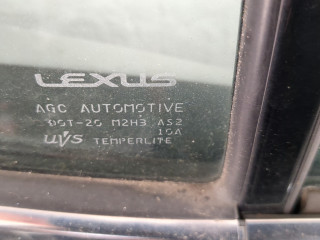 LEXUS
AGC AUTOMOTIVE
DOT-20 M2H3 AS2
10A
UVS TEMPERLITE